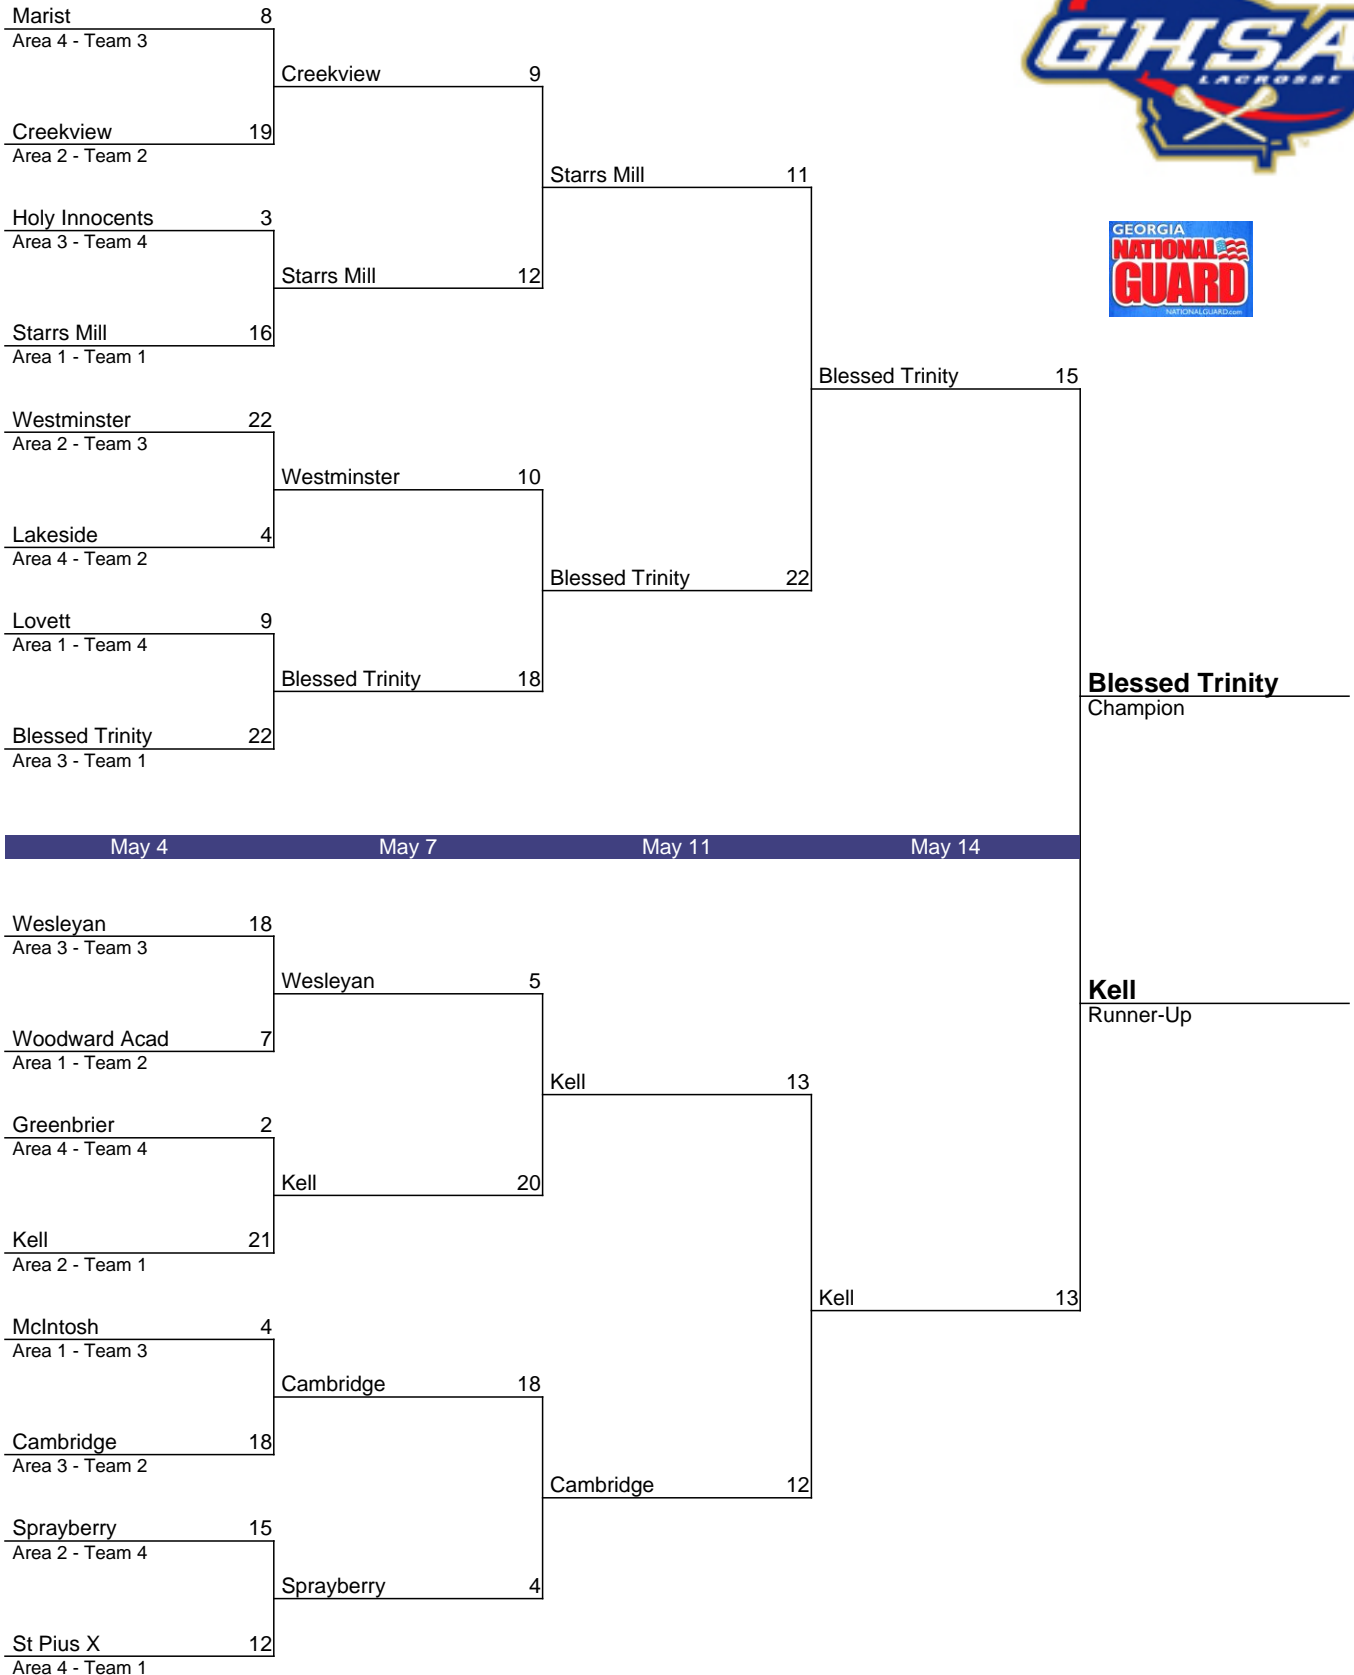 GHSA
LACROSSE
TM
GEORGIA
NATIONAL
GUARD
NATIONALGUARD.com
Marist 8
Area 4 - Team 3
Creekview 19
Area 2 - Team 2
Holy Innocents 3
Area 3 - Team 4
Starrs Mill 16
Area 1 - Team 1
Westminster 22
Area 2 - Team 3
Lakeside 4
Area 4 - Team 2
Lovett 9
Area 1 - Team 4
Blessed Trinity 22
Area 3 - Team 1
Creekview 9
Starrs Mill 12
Westminster 10
Blessed Trinity 18
Starrs Mill 11
Blessed Trinity 22
Blessed Trinity 15
Blessed Trinity
Champion
May 4 May 7 May 11 May 14
Wesleyan 18
Area 3 - Team 3
Woodward Acad 7
Area 1 - Team 2
Greenbrier 2
Area 4 - Team 4
Kell 21
Area 2 - Team 1
McIntosh 4
Area 1 - Team 3
Cambridge 18
Area 3 - Team 2
Sprayberry 15
Area 2 - Team 4
St Pius X 12
Area 4 - Team 1
Wesleyan 5
Kell 20
Cambridge 18
Sprayberry 4
Kell 13
Cambridge 12
Kell 13
Kell
Runner-Up